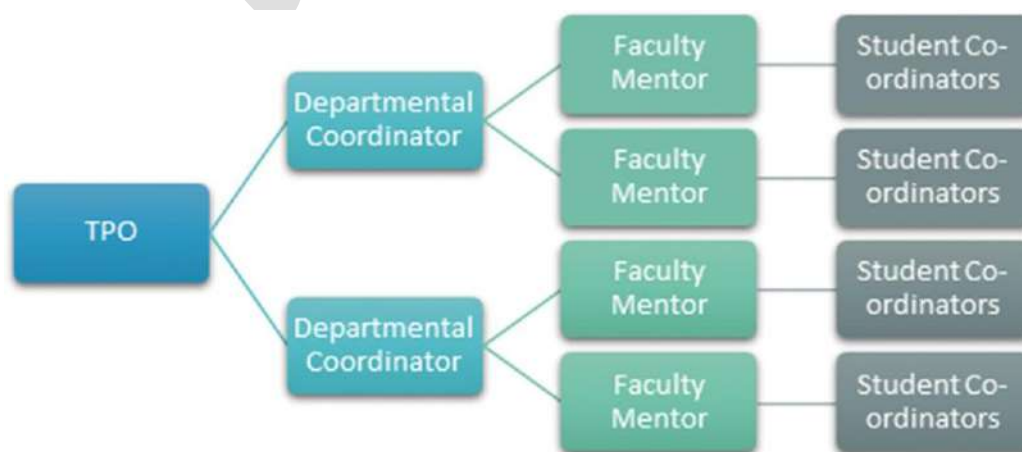 TPO
Departmental
Coordinator
Departmental
Coordinator
Faculty
Mentor
Faculty
Mentor
Faculty
Mentor
Faculty
Mentor
Student Co-
ordinators
Student Co-
ordinators
Student Co-
ordinators
Student Co-
ordinators